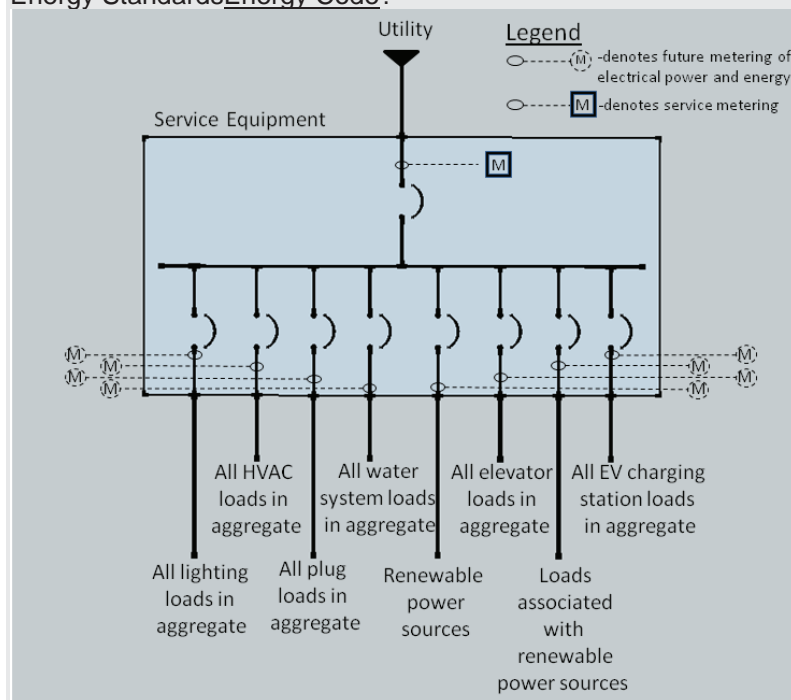 Energy StandardsEnergy Code?
Utility
Legend
M -denotes future metering of
electrical power and energy
M -denotes service metering
Service Equipment
M
M
M
M
M
M
M
M
M
All HVAC
loads in
aggregate
All water
system loads
in aggregate
All elevator
loads in
aggregate
All EV charging
station loads
in aggregate
All lighting
loads in
aggregate
All plug
loads in
aggregate
Renewable
power
sources
Loads
associated
with
renewable
power sources